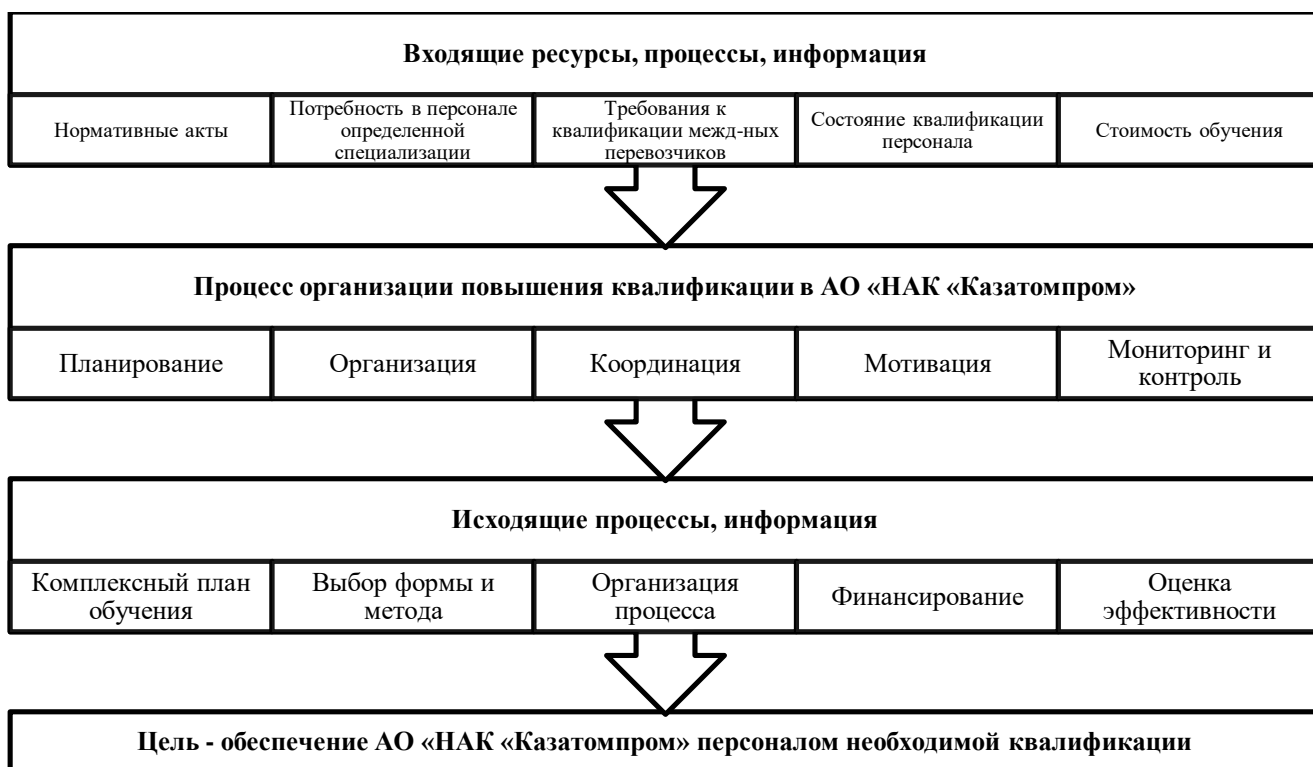 Входящие ресурсы, процессы, информация
Нормативные акты
Потребность в персонале
определенной
специализации
Требования к
квалификации межд-ных
перевозчиков
Состояние квалификации
персонала
Стоимость обучения
Процесс организации повышения квалификации в АО «НАК «Казатомпром»
Планирование
Организация
Координация
Мотивация
Мониторинг и
контроль
Исходящие процессы, информация
Комплексный план
обучения
Выбор формы и
метода
Организация
процесса
Финансирование
Оценка
эффективности
Цель - обеспечение АО «НАК «Казатомпром» персоналом необходимой квалификации